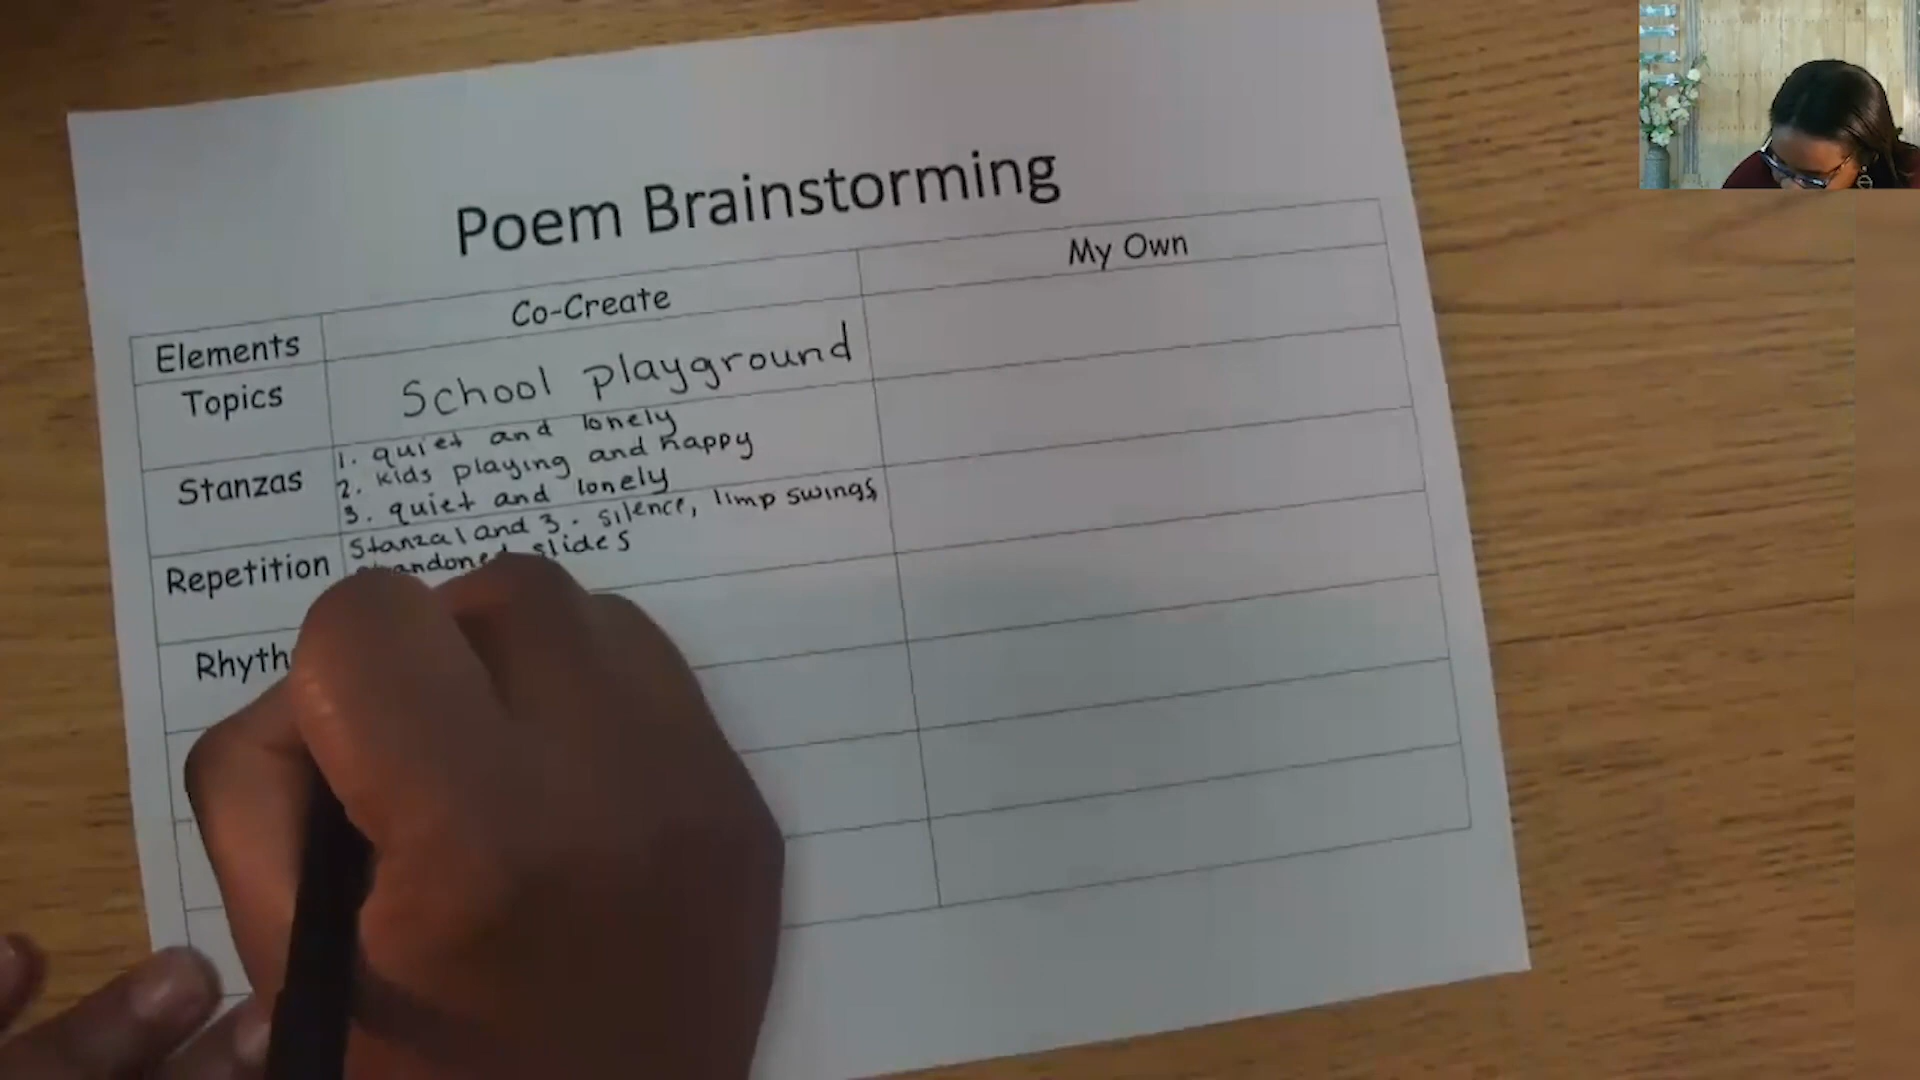 Poem Brainstorming
Elements
Co-Create
My Own
Topics
School playground
Stanzas
1. quiet and lonely
2. kids playing and happy
3. quiet and lonely
Repetition
Stanza 1 and 3. silence, limp swings
slides